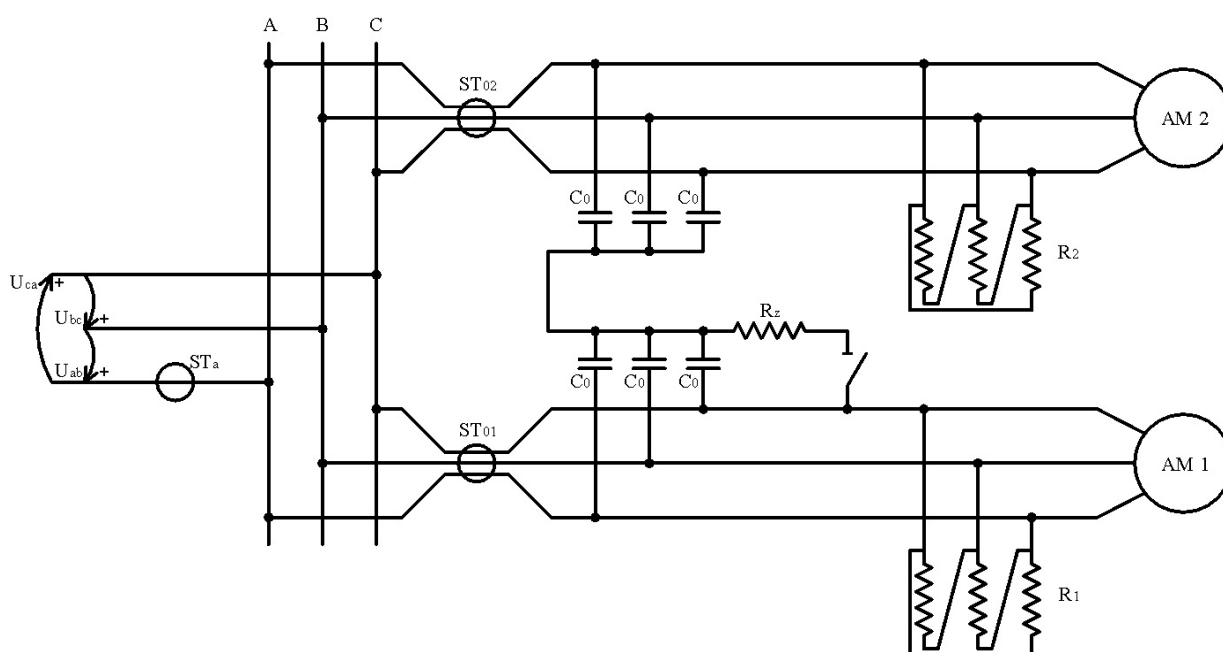 A B C
ST02
AM 2
C0 C0 C0
R2
Uca +
Rz
Ubc +
STa
Uab +
C0 C0 C0
ST01
AM 1
R1